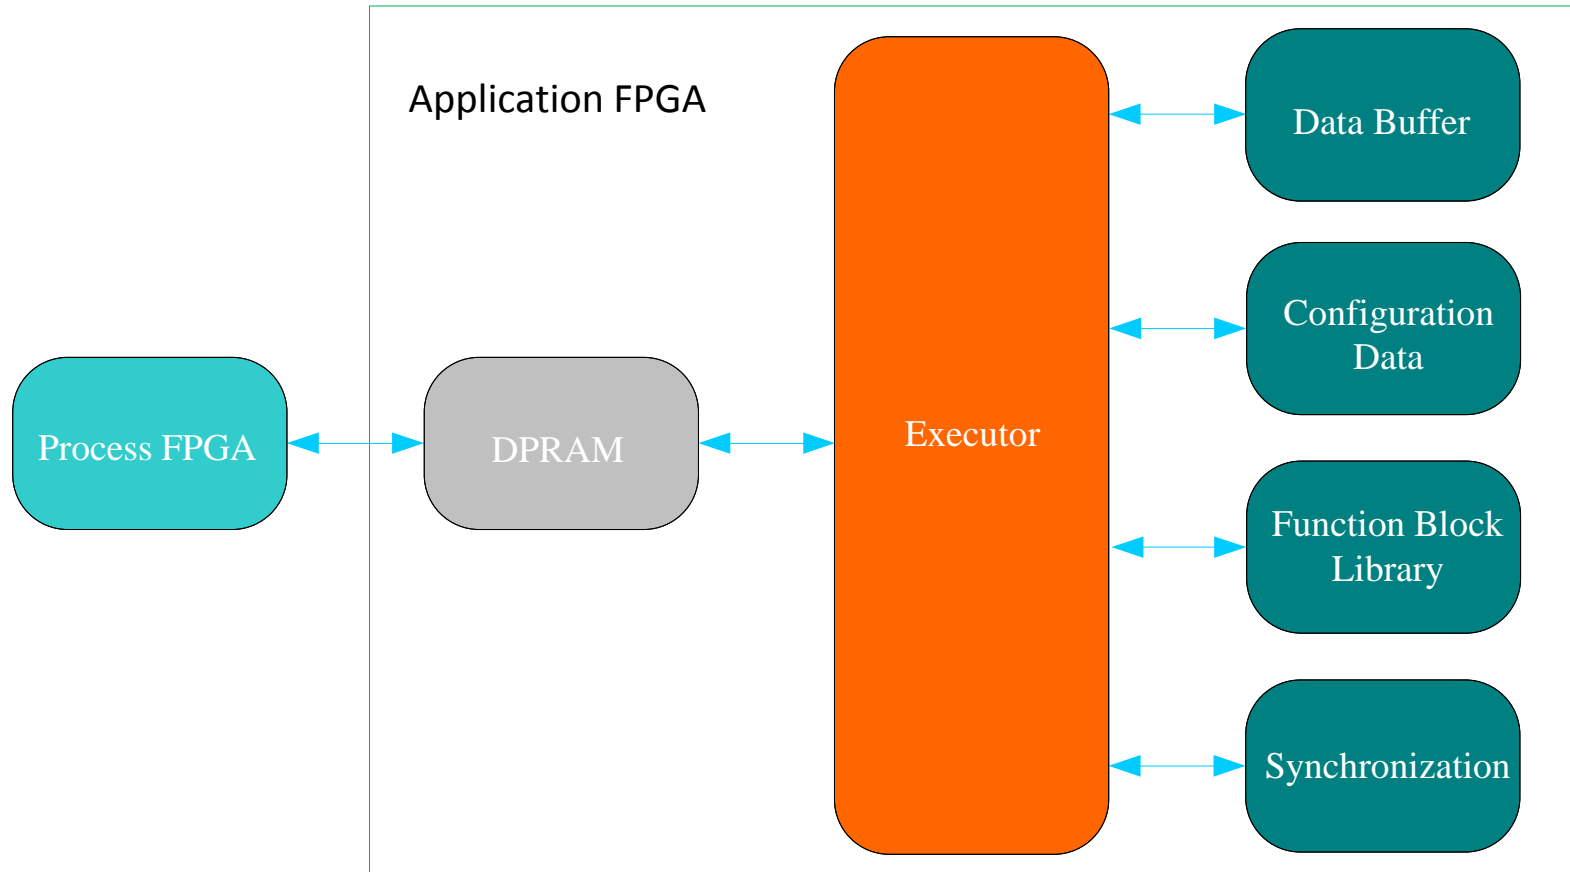 Application FPGA
Data Buffer
Configuration
Data
Process FPGA
DPRAM
Executor
Function Block
Library
Synchronization